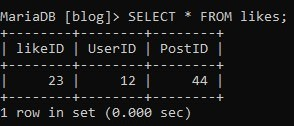 MariaDB [blog]> SELECT * FROM likes;
+--------+--------+--------+
| likeID | UserID | PostID |
+--------+--------+--------+
|     23 |     12 |     44 |
+--------+--------+--------+
1 row in set (0.000 sec)